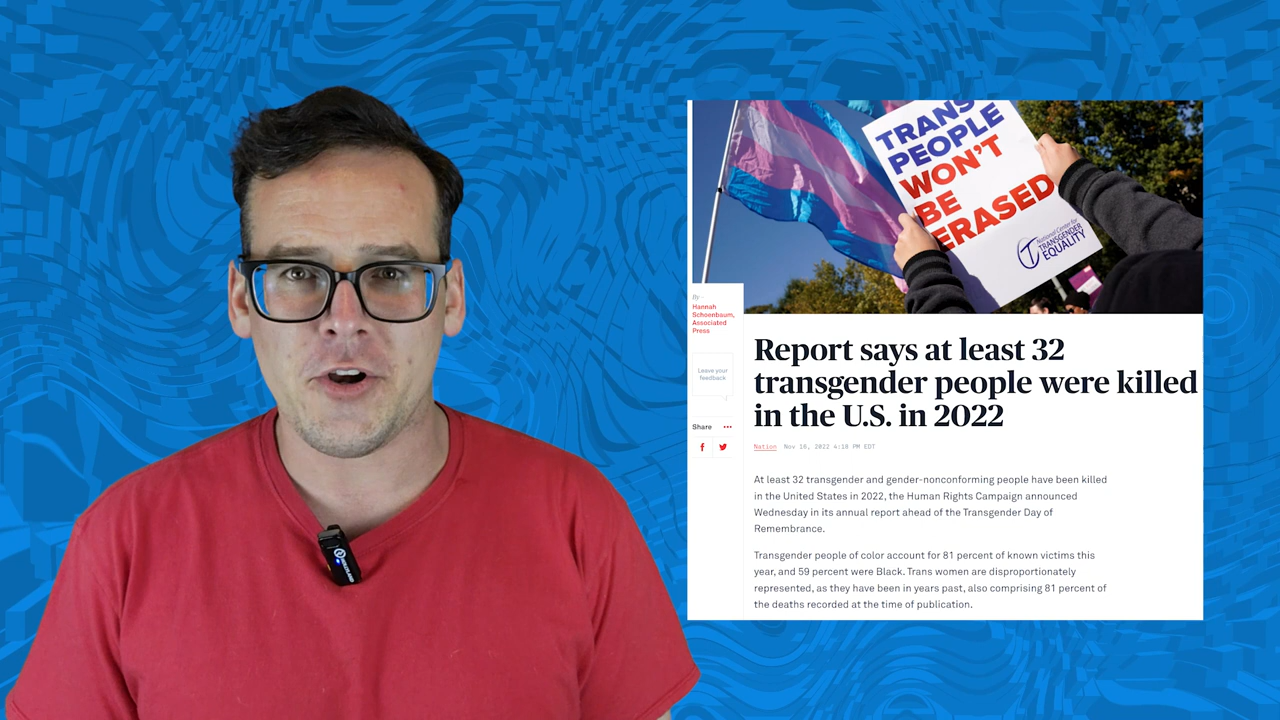 TRANS
PEOPLE
WON'T
BE
ERASED
National Center for
TRANSGENDER
EQUALITY
By -
Hannah
Schoenbaum,
Associated
Press
Leave your
feedback
Share
Report says at least 32
transgender people were killed
in the U.S. in 2022
Nation Nov 16, 2022 4:18 PM EDT
At least 32 transgender and gender-nonconforming people have been killed
in the United States in 2022, the Human Rights Campaign announced
Wednesday in its annual report ahead of the Transgender Day of
Remembrance.
Transgender people of color account for 81 percent of known victims this
year, and 59 percent were Black. Trans women are disproportionately
represented, as they have been in years past, also comprising 81 percent of
the deaths recorded at the time of publication.